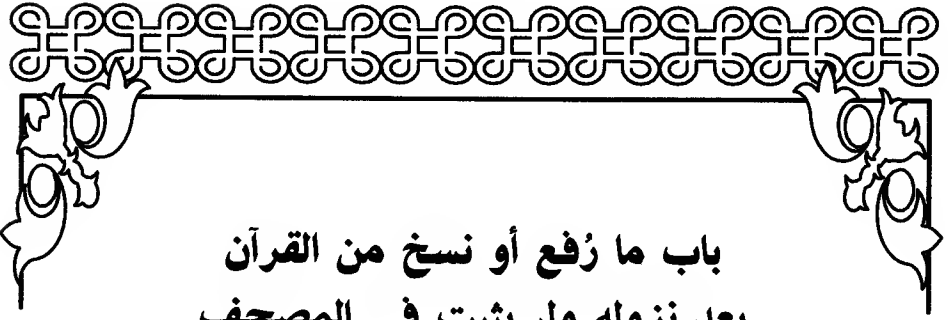 باب ما رُفع أو نسخ من القرآن
بعد نزوله ولم يثبت في المصحف